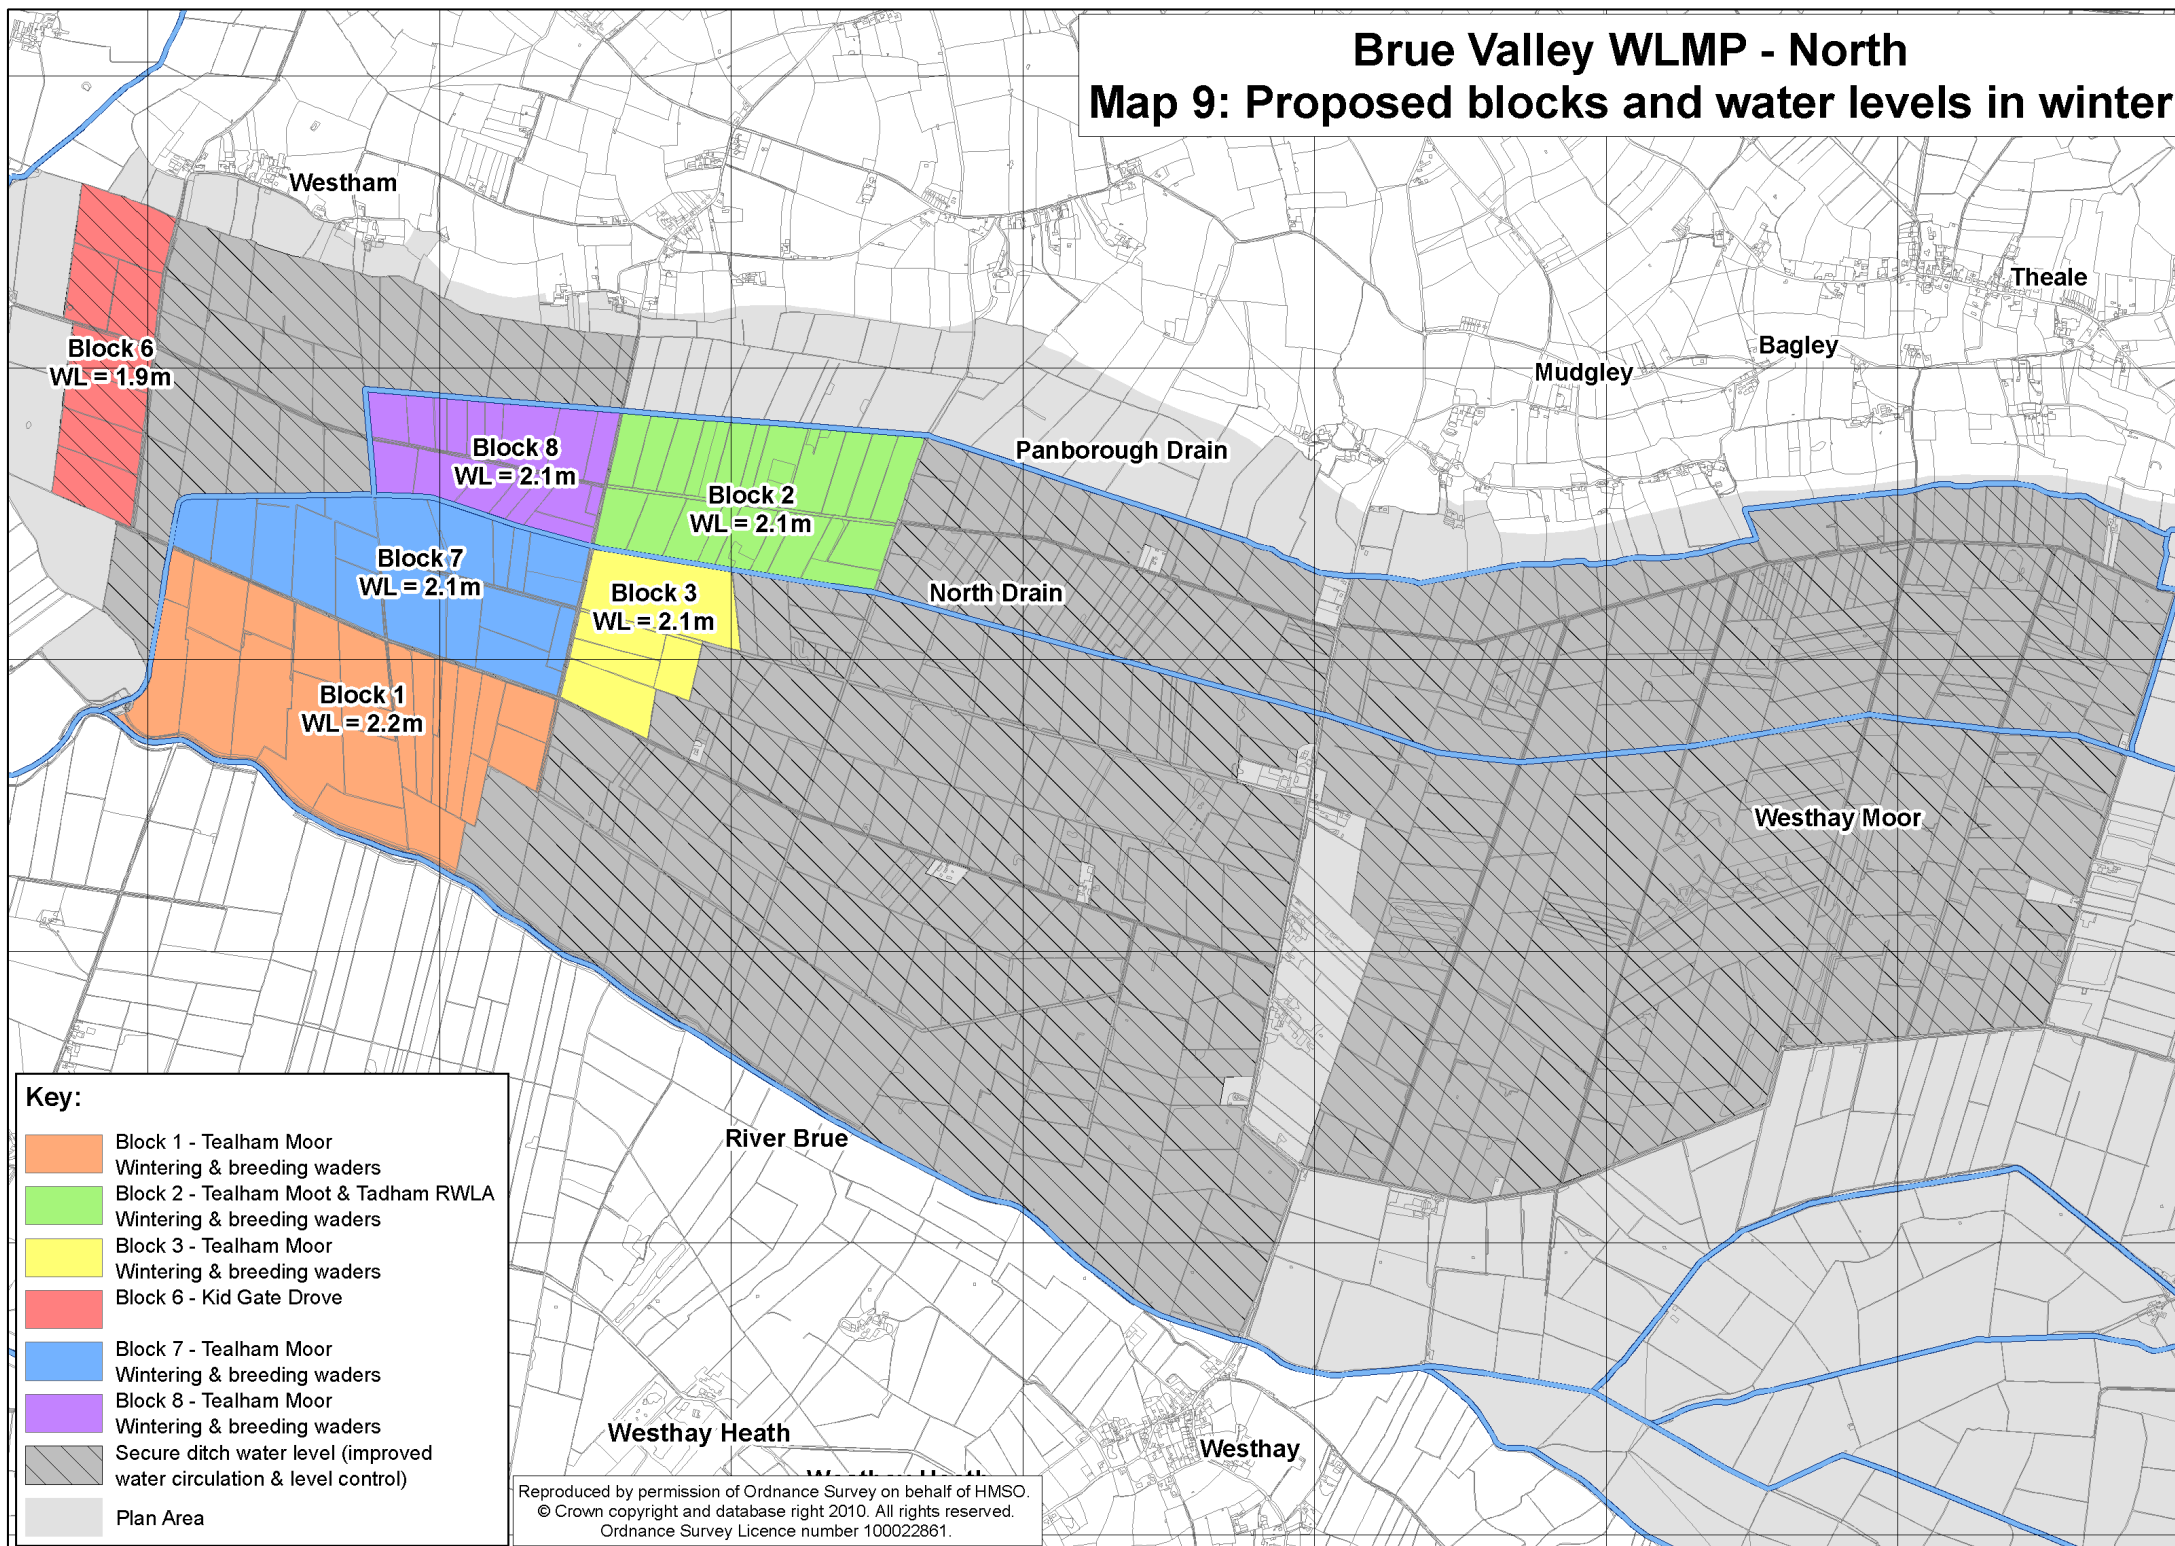 Brue Valley WLMP - North
Map 9: Proposed blocks and water levels in winter
Westham
Theale
Bagley
Mudgley
Block 6
WL = 1.9m
Panborough Drain
Block 8
WL = 2.1m
Block 2
WL = 2.1m
Block 7
WL = 2.1m
North Drain
Block 3
WL = 2.1m
Block 1
WL = 2.2m
Westhay Moor
River Brue
Westhay Heath
Westhay
Westhay Heath
Key:
Block 1 - Tealham Moor
Wintering & breeding waders
Block 2 - Tealham Moot & Tadham RWLA
Wintering & breeding waders
Block 3 - Tealham Moor
Wintering & breeding waders
Block 6 - Kid Gate Drove
Block 7 - Tealham Moor
Wintering & breeding waders
Block 8 - Tealham Moor
Wintering & breeding waders
Secure ditch water level (improved
water circulation & level control)
Plan Area
Reproduced by permission of Ordnance Survey on behalf of HMSO.
© Crown copyright and database right 2010. All rights reserved.
Ordnance Survey Licence number 100022861.